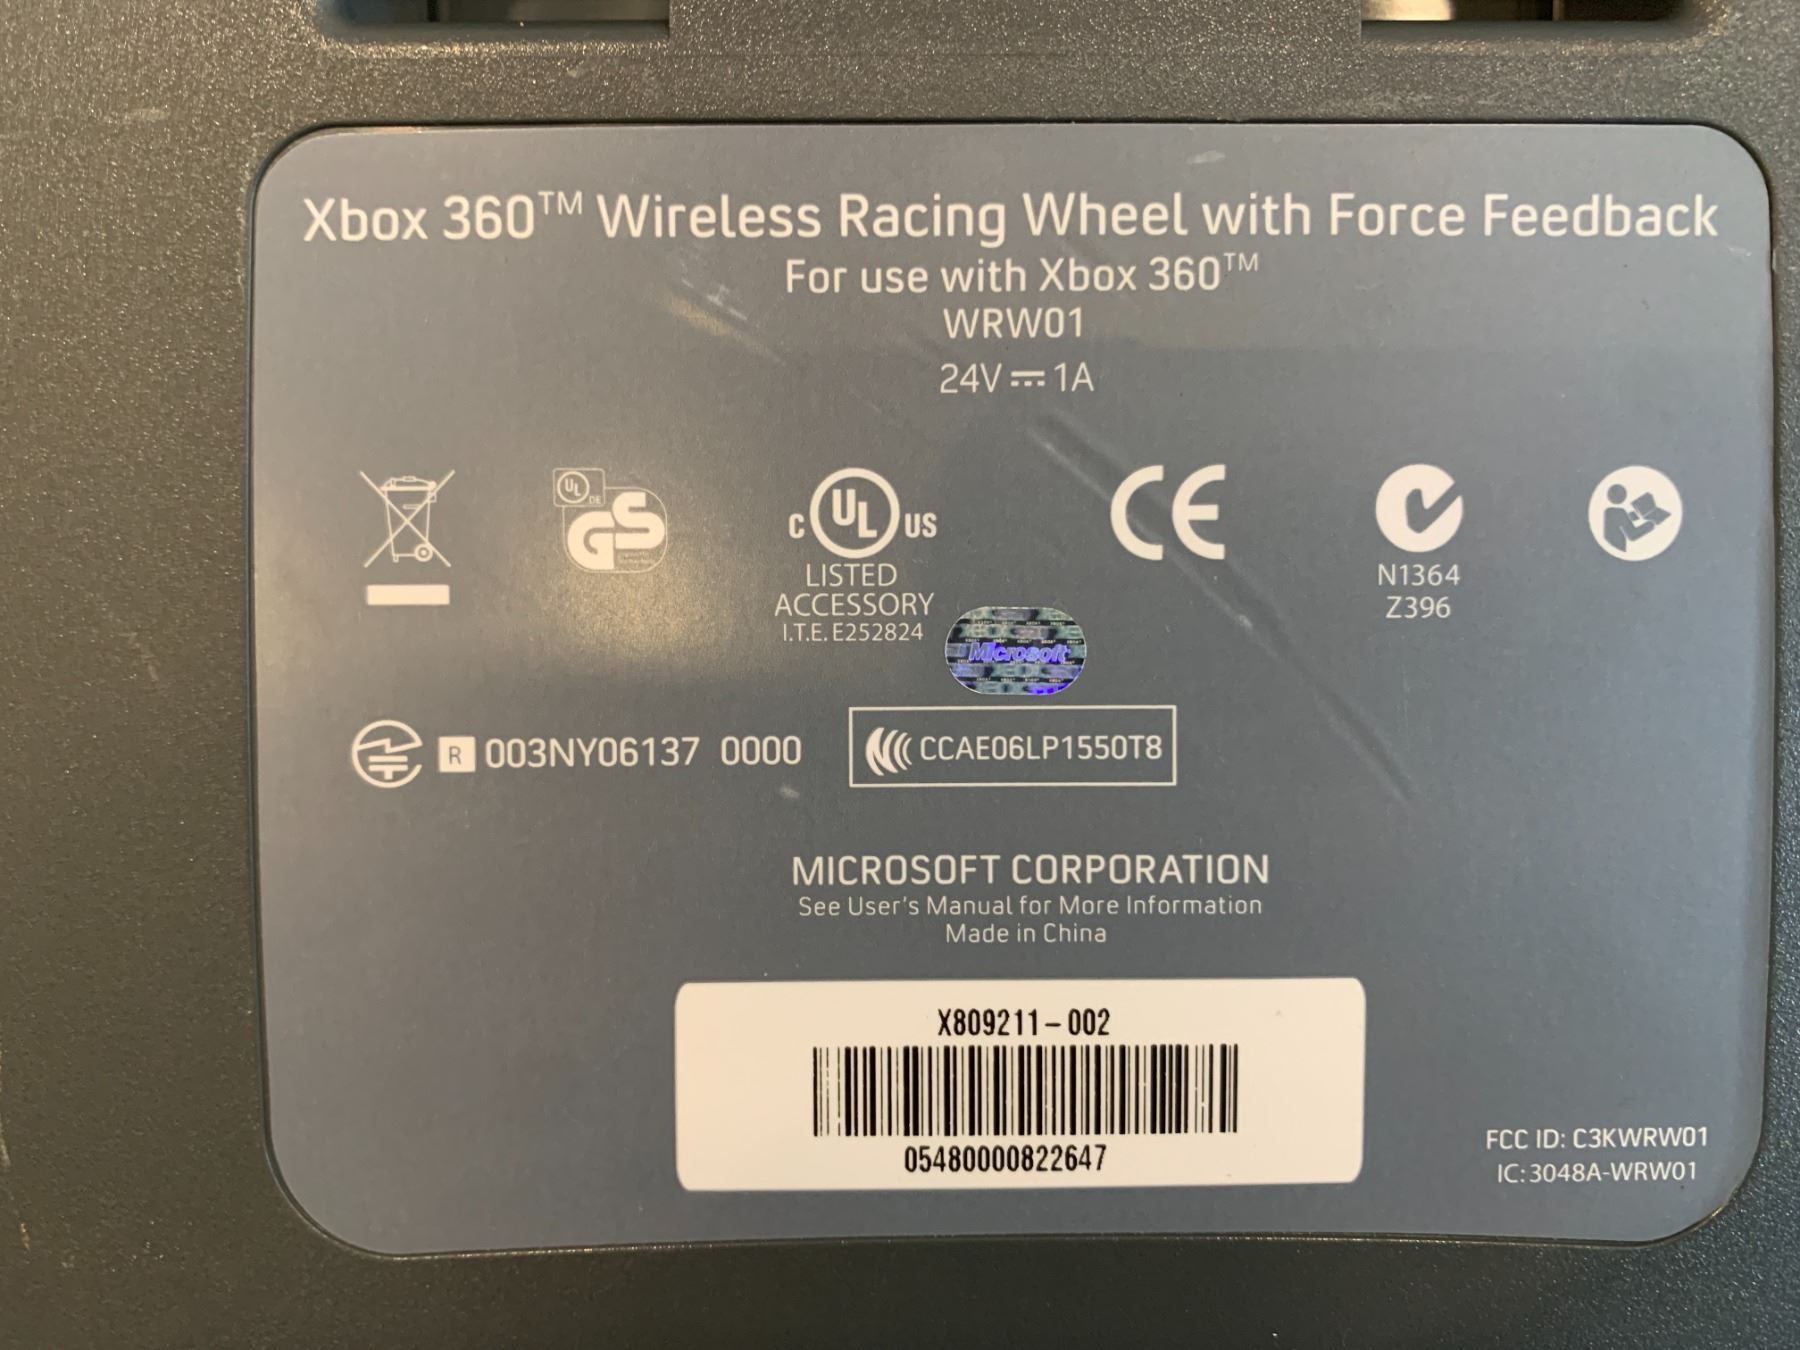 Xbox 360™ Wireless Racing Wheel with Force Feedback
For use with Xbox 360™
WRW01
24V ⎓ 1A
UL DE GS
C UL US
LISTED
ACCESSORY
I.T.E. E252824
CE
N1364
Z396
Microsoft
R 003NY06137 0000
CCAE06LP1550T8
MICROSOFT CORPORATION
See User's Manual for More Information
Made in China
X809211-002
05480000822647
FCC ID: C3KWRW01
IC: 3048A-WRW01